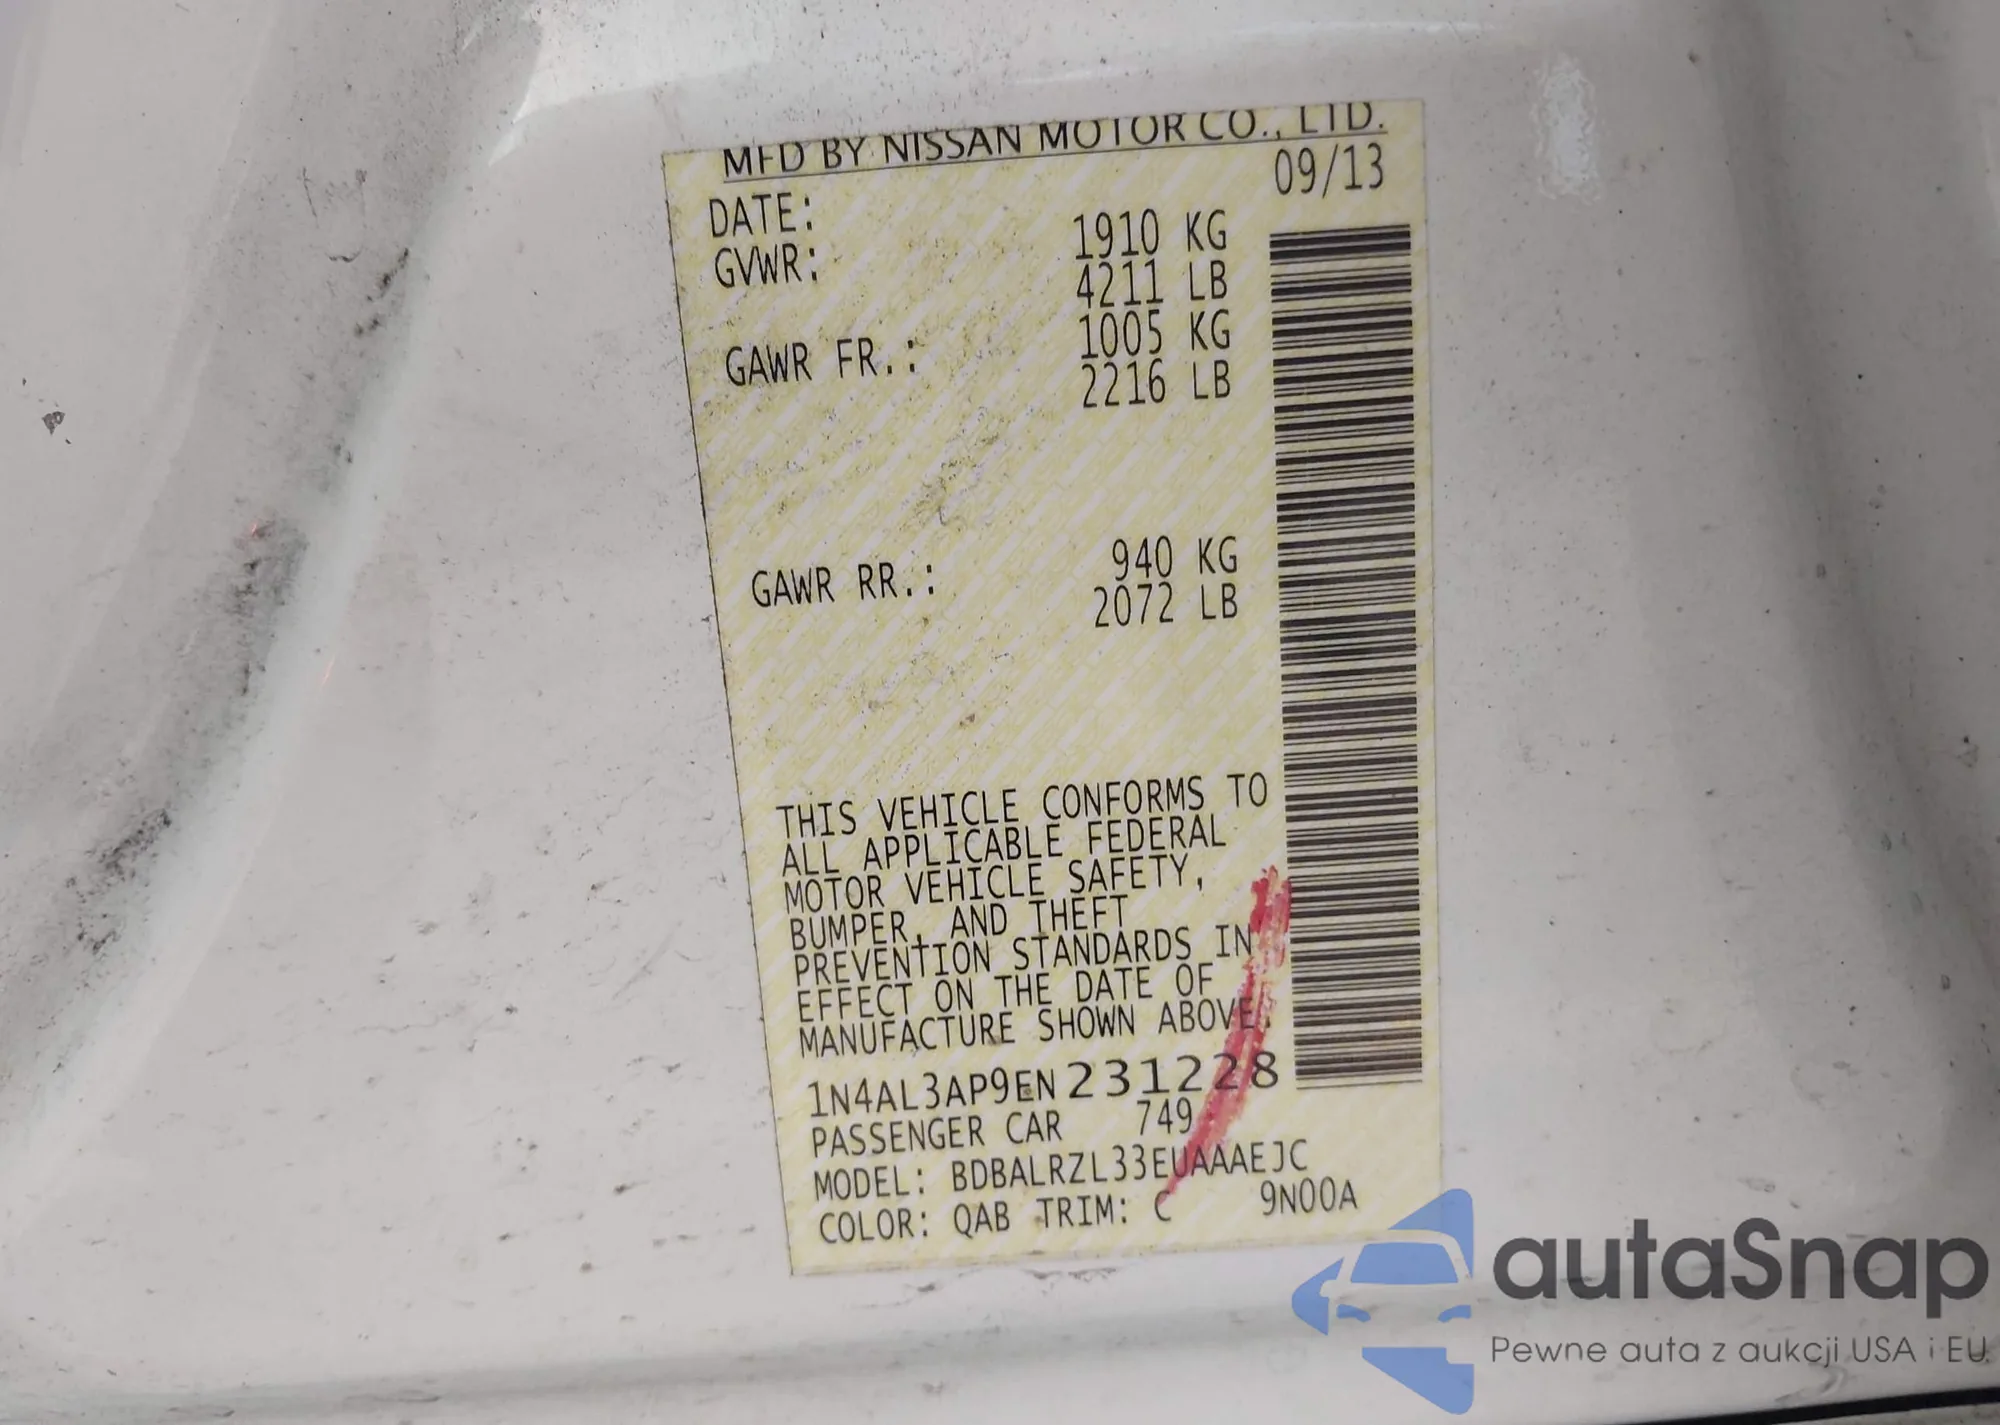 MFD BY NISSAN MOTOR CO., LTD.
DATE: 09/13
GVWR: 1910 KG
4211 LB
GAWR FR.: 1005 KG
2216 LB
GAWR RR.: 940 KG
2072 LB
THIS VEHICLE CONFORMS TO
ALL APPLICABLE FEDERAL
MOTOR VEHICLE SAFETY,
BUMPER, AND THEFT
PREVENTION STANDARDS IN
EFFECT ON THE DATE OF
MANUFACTURE SHOWN ABOVE.
1N4AL3AP9EN231228
PASSENGER CAR 749
MODEL: BDBALRZL33EUAAAEJC
COLOR: QAB TRIM: C 9N00A
autaSnap
Pewne auta z aukcji USA i EU